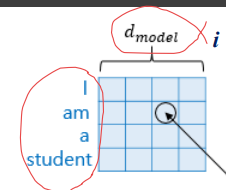 d_model i
I
am
a
student